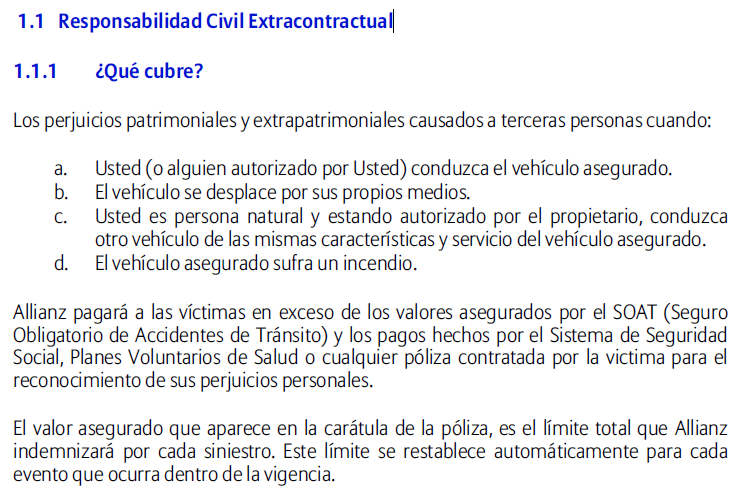 1.1 Responsabilidad Civil Extracontractual
1.1.1 ¿Qué cubre?
Los perjuicios patrimoniales y extrapatrimoniales causados a terceras personas cuando:
a. Usted (o alguien autorizado por Usted) conduzca el vehículo asegurado.
b. El vehículo se desplace por sus propios medios.
c. Usted es persona natural y estando autorizado por el propietario, conduzca
otro vehículo de las mismas características y servicio del vehículo asegurado.
d. El vehículo asegurado sufra un incendio.
Allianz pagará a las víctimas en exceso de los valores asegurados por el SOAT (Seguro
Obligatorio de Accidentes de Tránsito) y los pagos hechos por el Sistema de Seguridad
Social, Planes Voluntarios de Salud o cualquier póliza contratada por la victima para el
reconocimiento de sus perjuicios personales.
El valor asegurado que aparece en la carátula de la póliza, es el límite total que Allianz
indemnizará por cada siniestro. Este límite se restablece automáticamente para cada
evento que ocurra dentro de la vigencia.